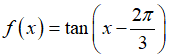 f(x) = tan(x − 2π/3)